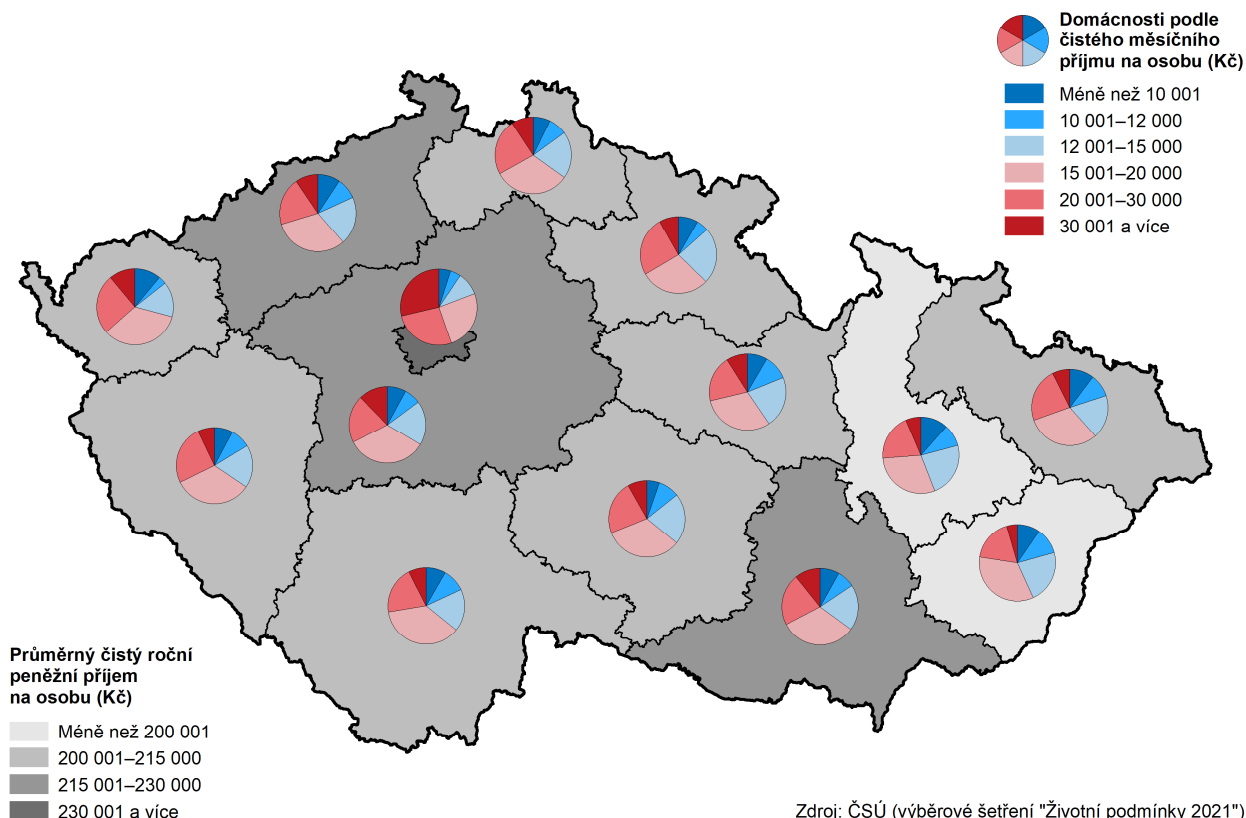 Domácnosti podle
čistého měsíčního
příjmu na osobu (Kč)
Méně než 10 001
10 001–12 000
12 001–15 000
15 001–20 000
20 001–30 000
30 001 a více
Průměrný čistý roční
peněžní příjem
na osobu (Kč)
Méně než 200 001
200 001–215 000
215 001–230 000
230 001 a více
Zdroj: ČSÚ (výběrové šetření "Životní podmínky 2021")